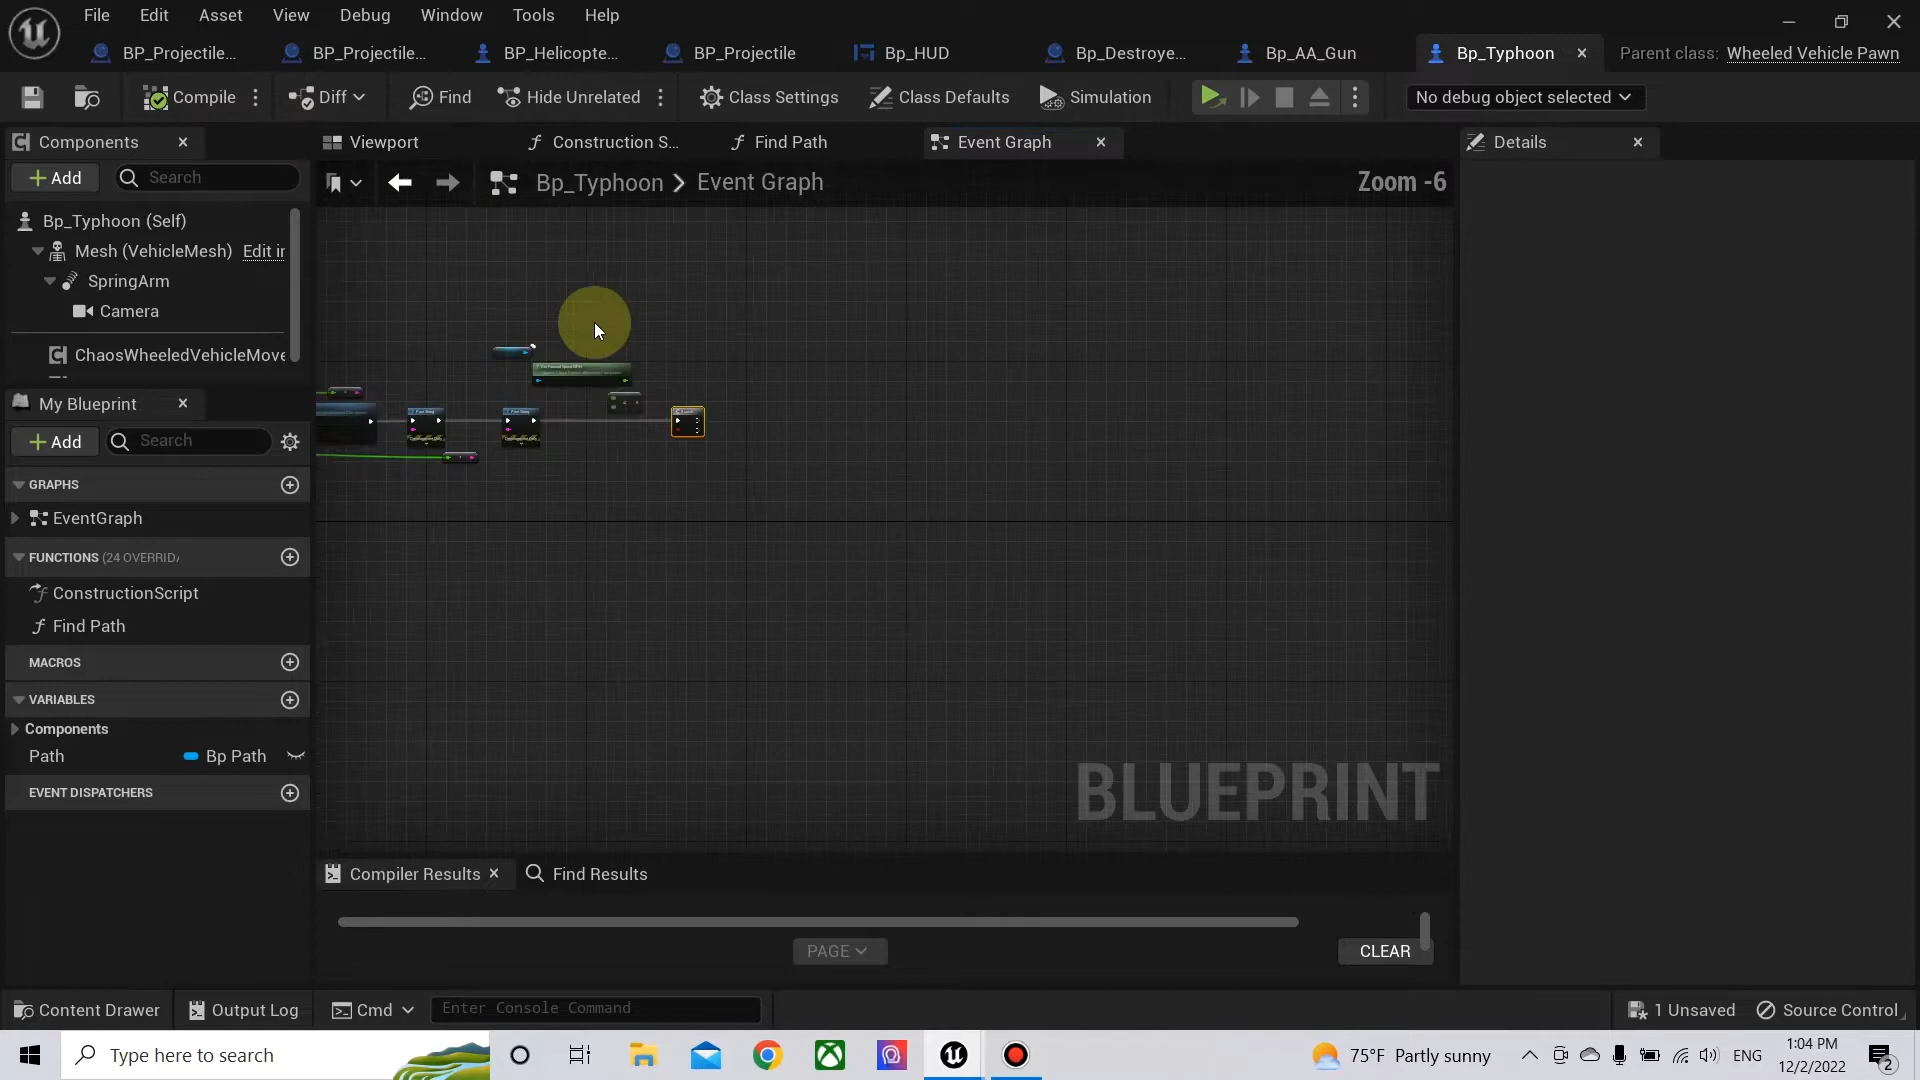 File Edit Asset View Debug Window Tools Help
BP_Projectile... BP_Projectile... BP_Helicopte... BP_Projectile Bp_HUD Bp_Destroye... Bp_AA_Gun Bp_Typhoon Parent class: Wheeled Vehicle Pawn
Compile Diff Find Hide Unrelated Class Settings Class Defaults Simulation No debug object selected
Components Viewport Construction S... Find Path Event Graph Details
Add Search Bp_Typhoon Event Graph Zoom -6
Bp_Typhoon (Self)
Mesh (VehicleMesh) Edit in
SpringArm
Camera
ChaosWheeledVehicleMove
My Blueprint
Add Search
GRAPHS
EventGraph
FUNCTIONS (24 OVERRIDA
ConstructionScript
Find Path
MACROS
VARIABLES
Components
Path Bp Path
EVENT DISPATCHERS
BLUEPRINT
Compiler Results Find Results
PAGE CLEAR
Content Drawer Output Log Cmd Enter Console Command 1 Unsaved Source Control
Type here to search 75°F Partly sunny ENG 1:04 PM
12/2/2022 2